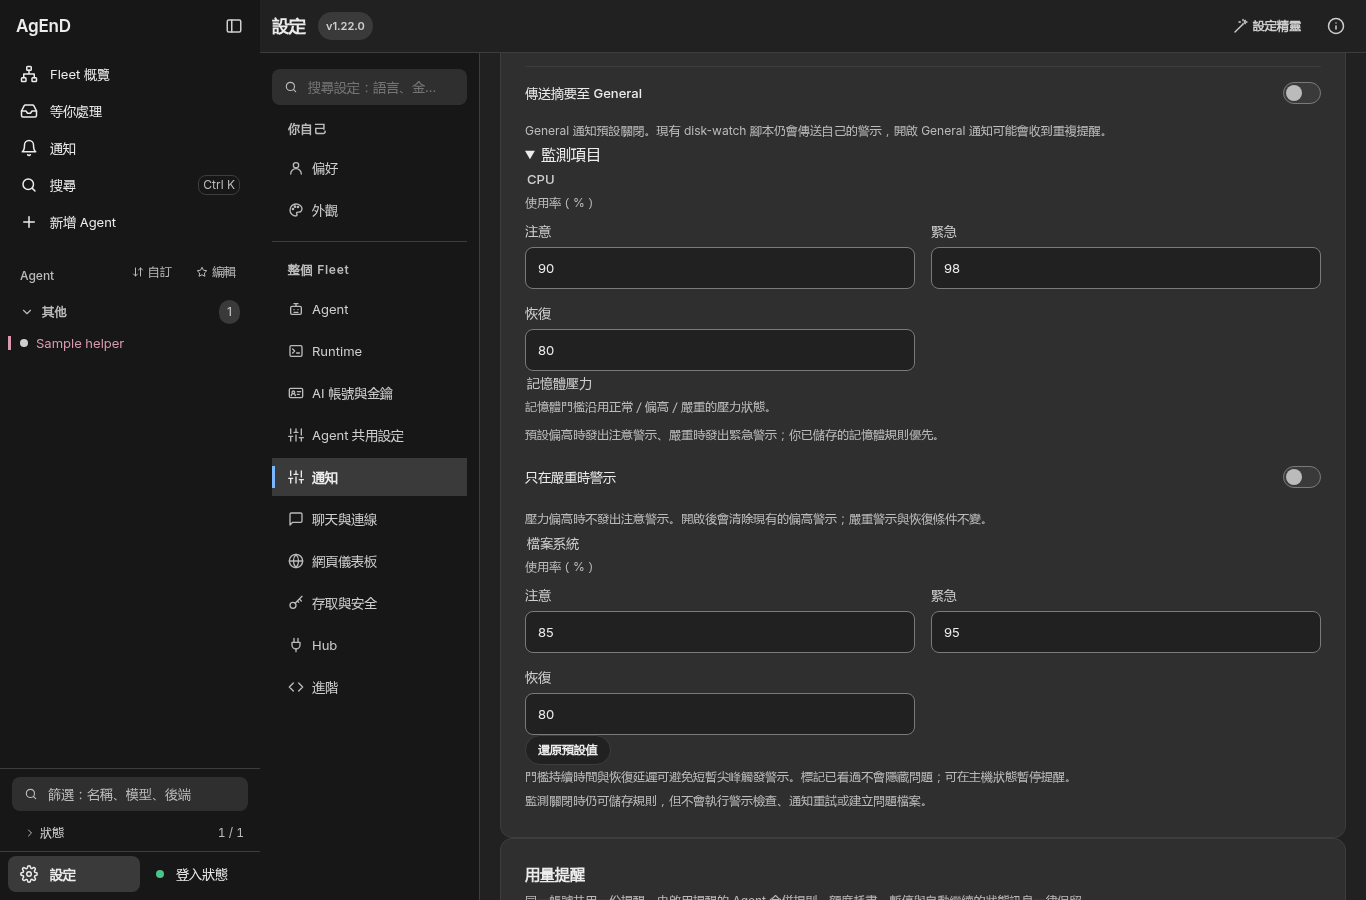 AgEnD
Fleet 概覽
等你處理
通知
搜尋
Ctrl K
新增 Agent
Agent
自訂
編輯
其他
1
Sample helper
篩選：名稱、模型、後端
狀態
1 / 1
設定
登入狀態
設定
v1.22.0
設定精靈
搜尋設定：語言、金...
你自己
偏好
外觀
整個 Fleet
Agent
Runtime
AI 帳號與金鑰
Agent 共用設定
通知
聊天與連線
網頁儀表板
存取與安全
Hub
進階
傳送摘要至 General
General 通知預設關閉。現有 disk-watch 腳本仍會傳送自己的警示，開啟 General 通知可能會收到重複提醒。
▼ 監測項目
CPU
使用率（%）
注意
緊急
90
98
恢復
80
記憶體壓力
記憶體門檻沿用正常 / 偏高 / 嚴重的壓力狀態。
預設偏高時發出注意警示、嚴重時發出緊急警示；你已儲存的記憶體規則優先。
只在嚴重時警示
壓力偏高時不發出注意警示。開啟後會清除現有的偏高警示；嚴重警示與恢復條件不變。
檔案系統
使用率（%）
注意
緊急
85
95
恢復
80
還原預設值
門檻持續時間與恢復延遲可避免短暫尖峰觸發警示。標記已看過不會隱藏問題；可在主機狀態暫停提醒。
監測關閉時仍可儲存規則，但不會執行警示檢查、通知重試或建立問題檔案。
用量提醒